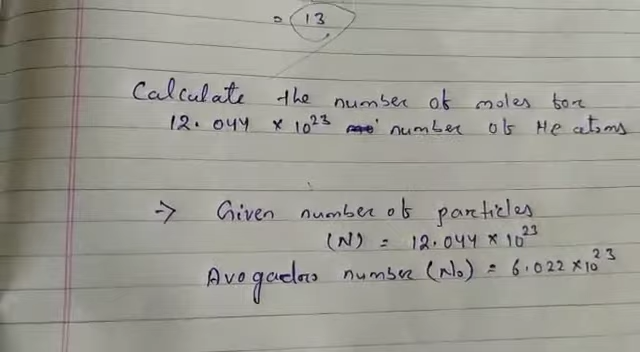 = 13
Calculate the number of moles for
12.044 × 10²³ number of He atoms
→ Given number of particles
(N) = 12.044 × 10²³
Avogadros number (N₀) = 6.022 × 10²³